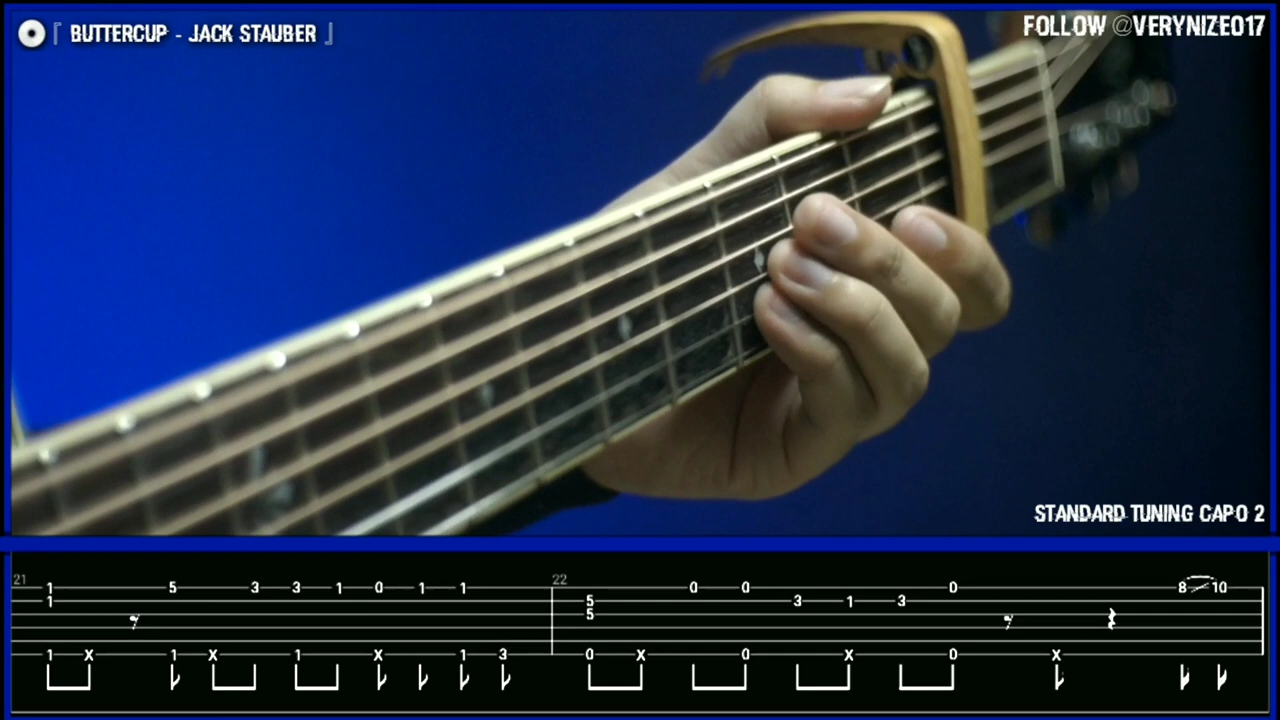 『 BUTTERCUP - JACK STAUBER 』
FOLLOW @VERYNIZE017
STANDARD TUNING CAPO 2
21 22
1 5 3 3 1 0 1 1 0 0 0 8 10
1 5 3 1 3
5
1 X 1 X 1 X 1 3 0 X 0 X 0 X